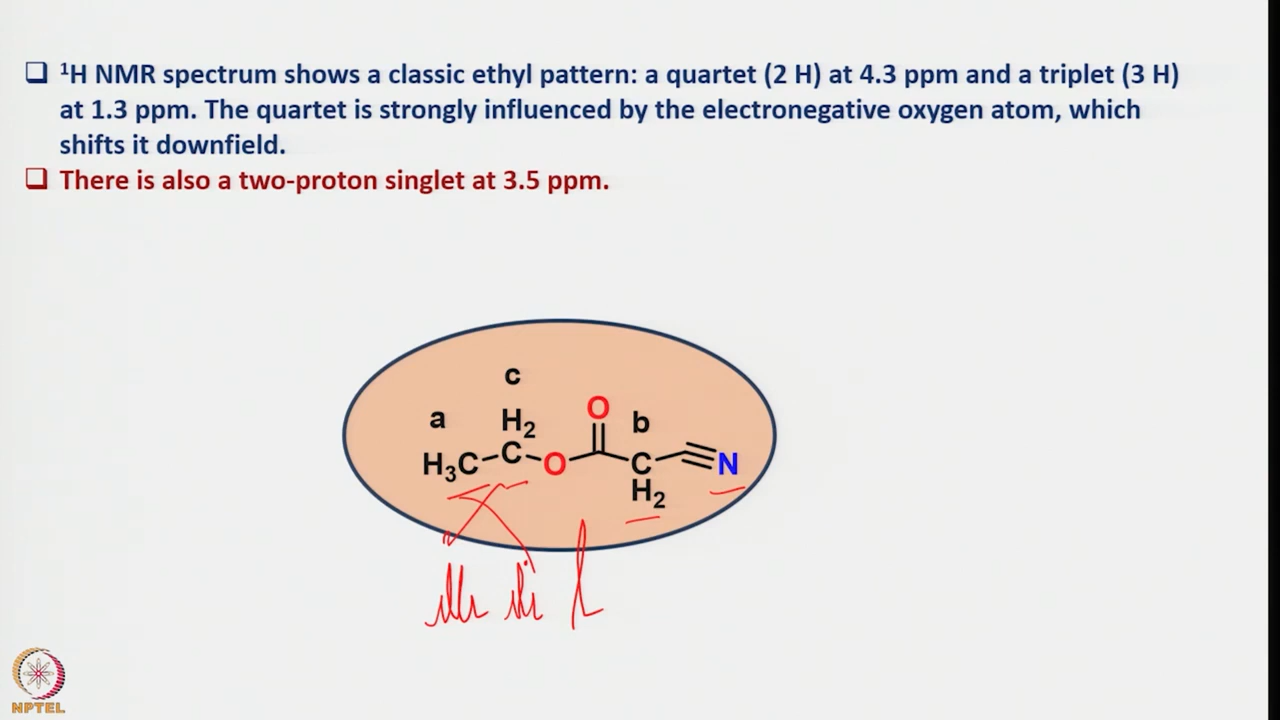 ❑ ¹H NMR spectrum shows a classic ethyl pattern: a quartet (2 H) at 4.3 ppm and a triplet (3 H)
at 1.3 ppm. The quartet is strongly influenced by the electronegative oxygen atom, which
shifts it downfield.
❑ There is also a two-proton singlet at 3.5 ppm.
c
a H₂ O b
H₃C C O C N
H₂
NPTEL